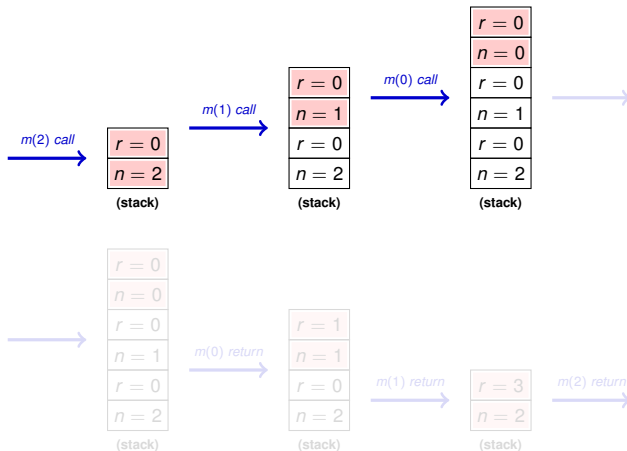 m(2) call
r = 0
n = 2
(stack)
m(1) call
r = 0
n = 1
r = 0
n = 2
(stack)
m(0) call
r = 0
n = 0
r = 0
n = 1
r = 0
n = 2
(stack)
r = 0
n = 0
r = 0
n = 1
r = 0
n = 2
(stack)
m(0) return
r = 1
n = 1
r = 0
n = 2
(stack)
m(1) return
r = 3
n = 2
(stack)
m(2) return